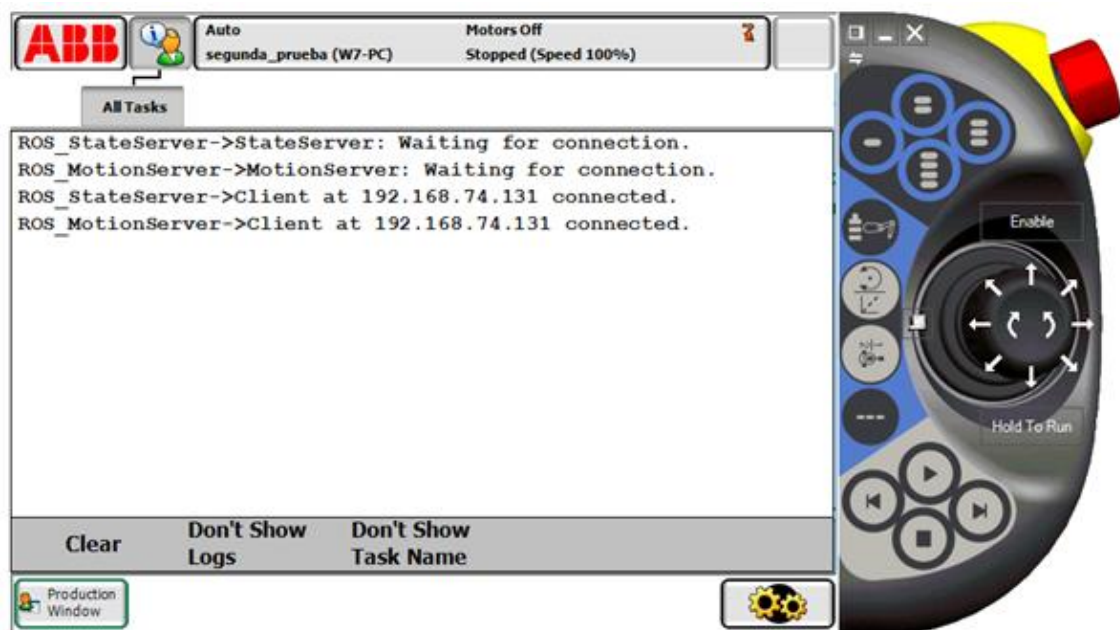 ABB
Auto
Motors Off
segunda_prueba (W7-PC)
Stopped (Speed 100%)
All Tasks
ROS_StateServer->StateServer: Waiting for connection.
ROS_MotionServer->MotionServer: Waiting for connection.
ROS_StateServer->Client at 192.168.74.131 connected.
ROS_MotionServer->Client at 192.168.74.131 connected.
Enable
Hold To Run
Clear
Don't Show Logs
Don't Show Task Name
Production Window